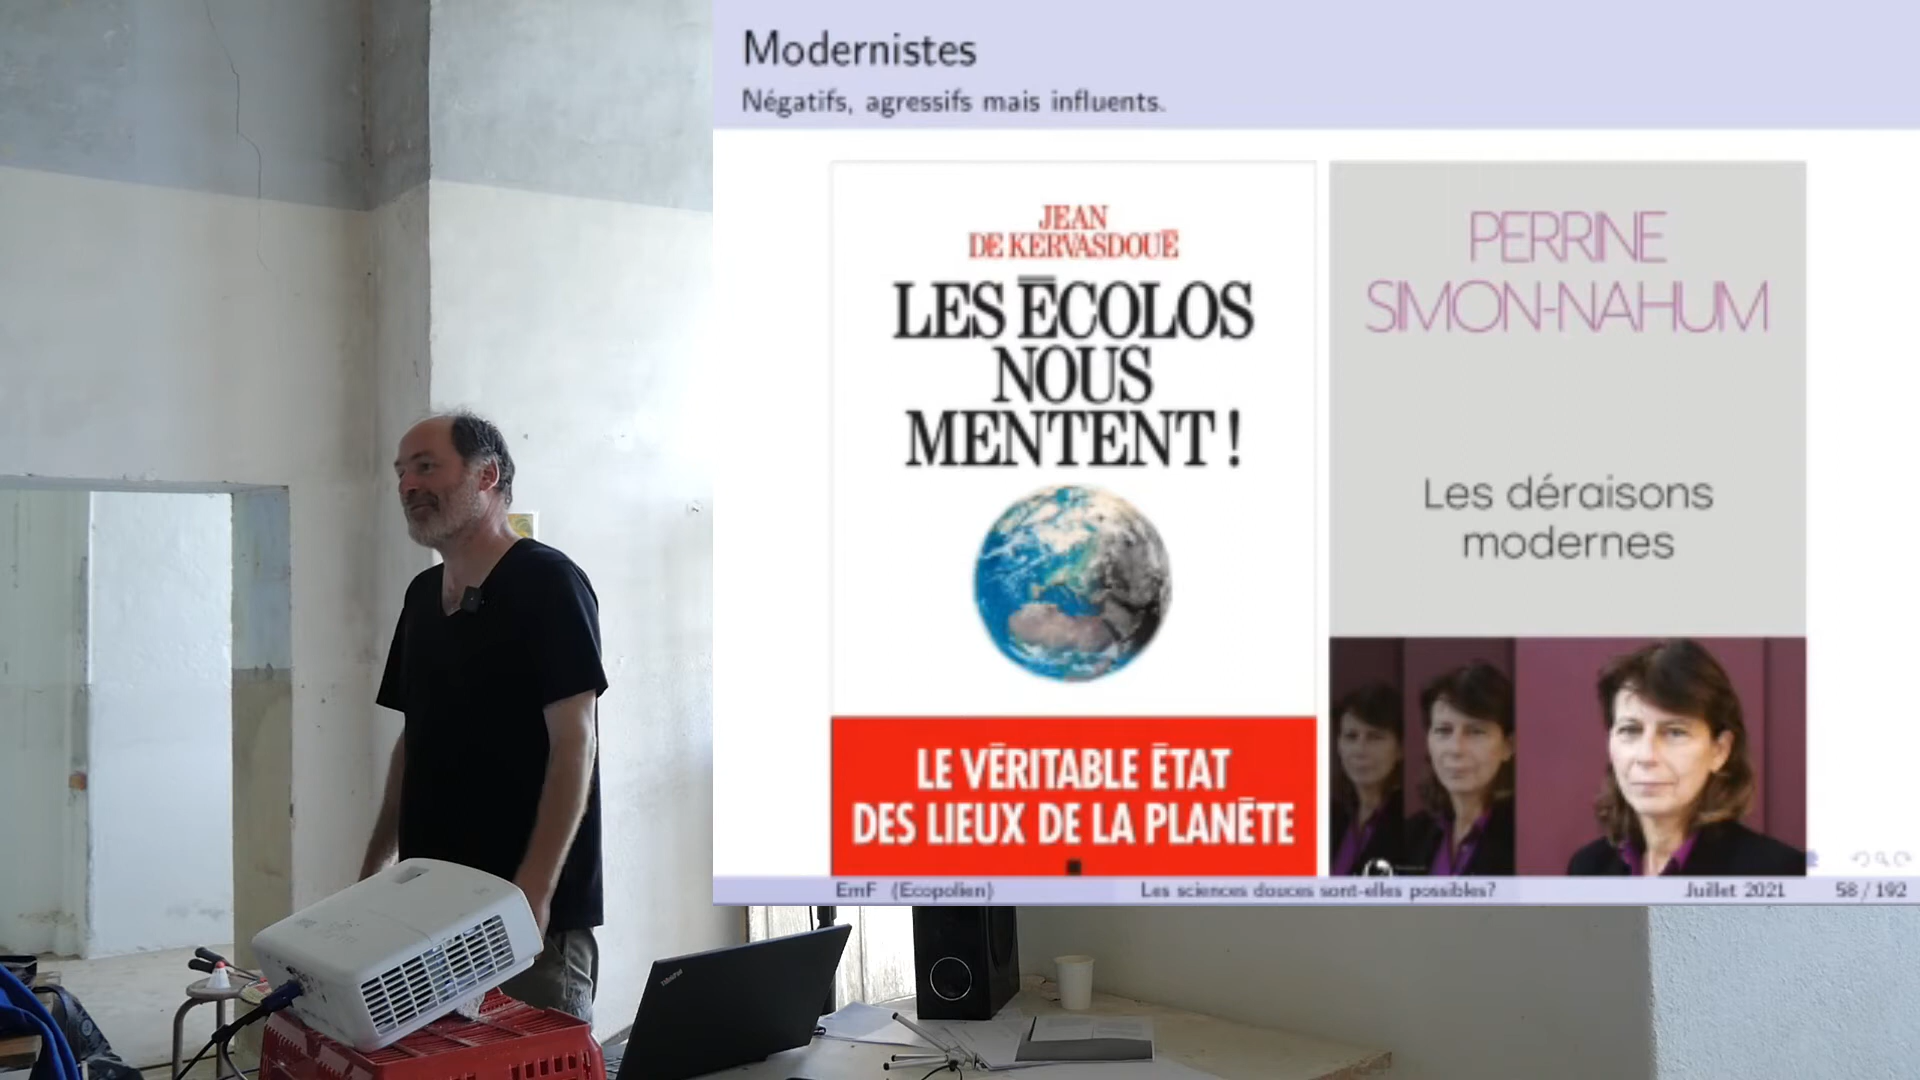 Modernistes
Négatifs, agressifs mais influents.
JEAN
DE KERVASDOUÉ
LES ÉCOLOS
NOUS
MENTENT !
LE VÉRITABLE ÉTAT
DES LIEUX DE LA PLANÈTE
PERRINE
SIMON-NAHUM
Les déraisons
modernes
EmF (Ecopolien)
Les sciences douces sont-elles possibles?
Juillet 2021
58 / 192
ThinkPad